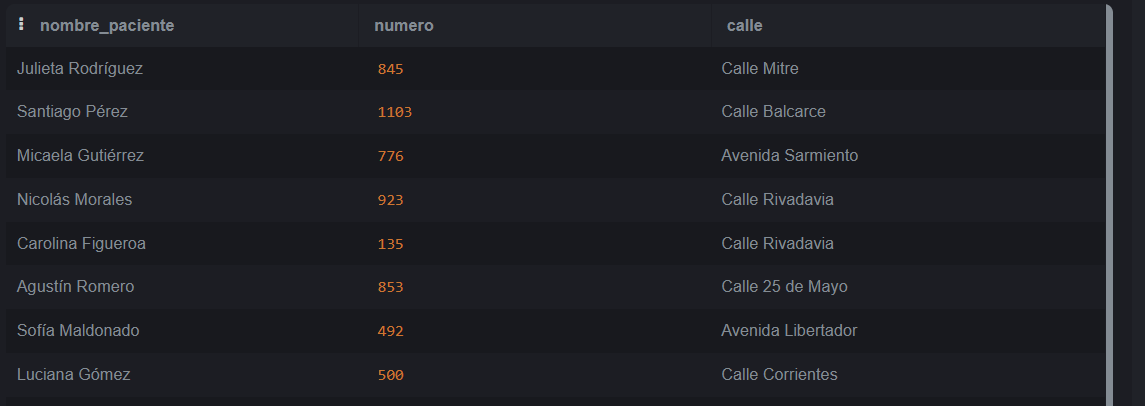 nombre_paciente numero calle
Julieta Rodríguez 845 Calle Mitre
Santiago Pérez 1103 Calle Balcarce
Micaela Gutiérrez 776 Avenida Sarmiento
Nicolás Morales 923 Calle Rivadavia
Carolina Figueroa 135 Calle Rivadavia
Agustín Romero 853 Calle 25 de Mayo
Sofía Maldonado 492 Avenida Libertador
Luciana Gómez 500 Calle Corrientes